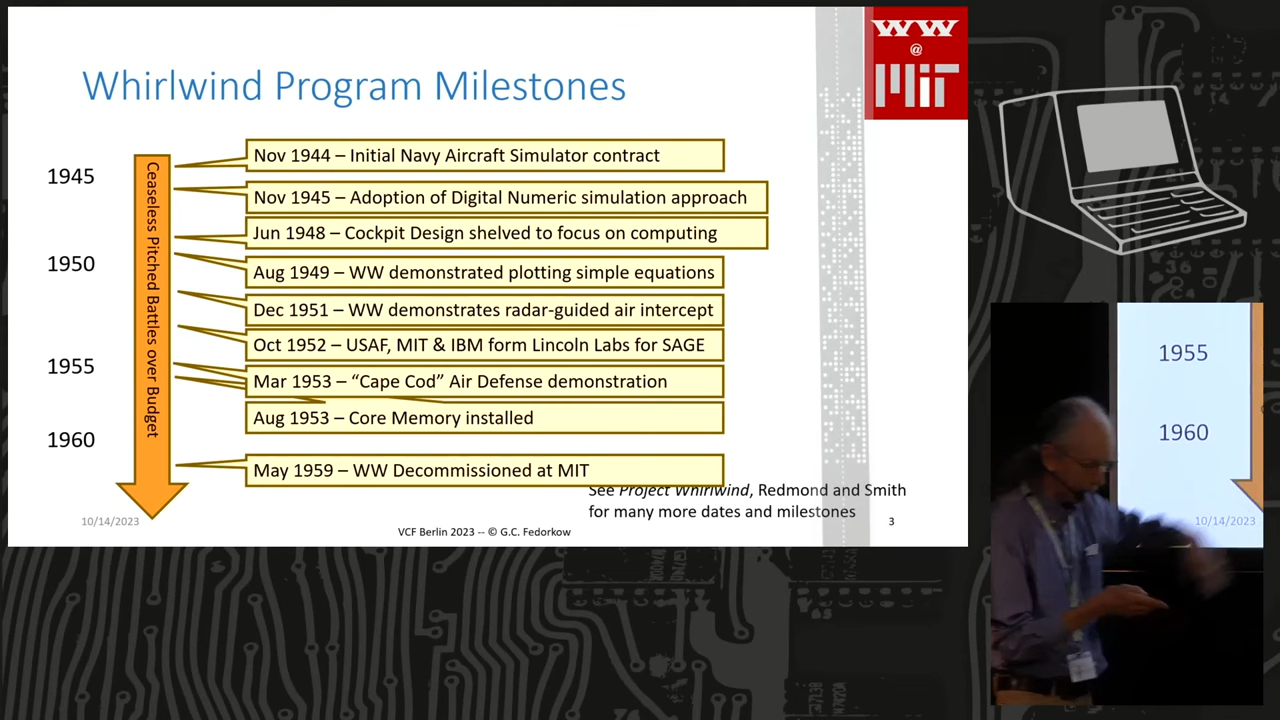 Whirlwind Program Milestones
WW
@
MIT
1945
1950
1955
1960
Ceaseless Pitched Battles over Budget
Nov 1944 – Initial Navy Aircraft Simulator contract
Nov 1945 – Adoption of Digital Numeric simulation approach
Jun 1948 – Cockpit Design shelved to focus on computing
Aug 1949 – WW demonstrated plotting simple equations
Dec 1951 – WW demonstrates radar-guided air intercept
Oct 1952 – USAF, MIT & IBM form Lincoln Labs for SAGE
Mar 1953 – “Cape Cod” Air Defense demonstration
Aug 1953 – Core Memory installed
May 1959 – WW Decommissioned at MIT
See Project Whirlwind, Redmond and Smith
for many more dates and milestones
10/14/2023
VCF Berlin 2023 -- © G.C. Fedorkow
3
1955
1960
10/14/2023